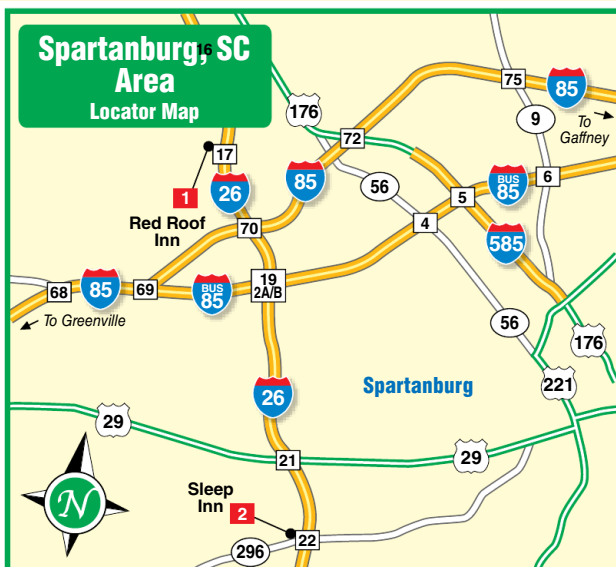 Spartanburg, SC
Area
Locator Map
16
176
75
85
To
Gaffney
9
72
17
1
26
85
56
Red Roof
Inn
70
5
BUS
85
6
4
585
68
85
69
BUS
85
19
2A/B
To Greenville
56
176
Spartanburg
221
26
29
29
21
N
Sleep
Inn
2
22
296